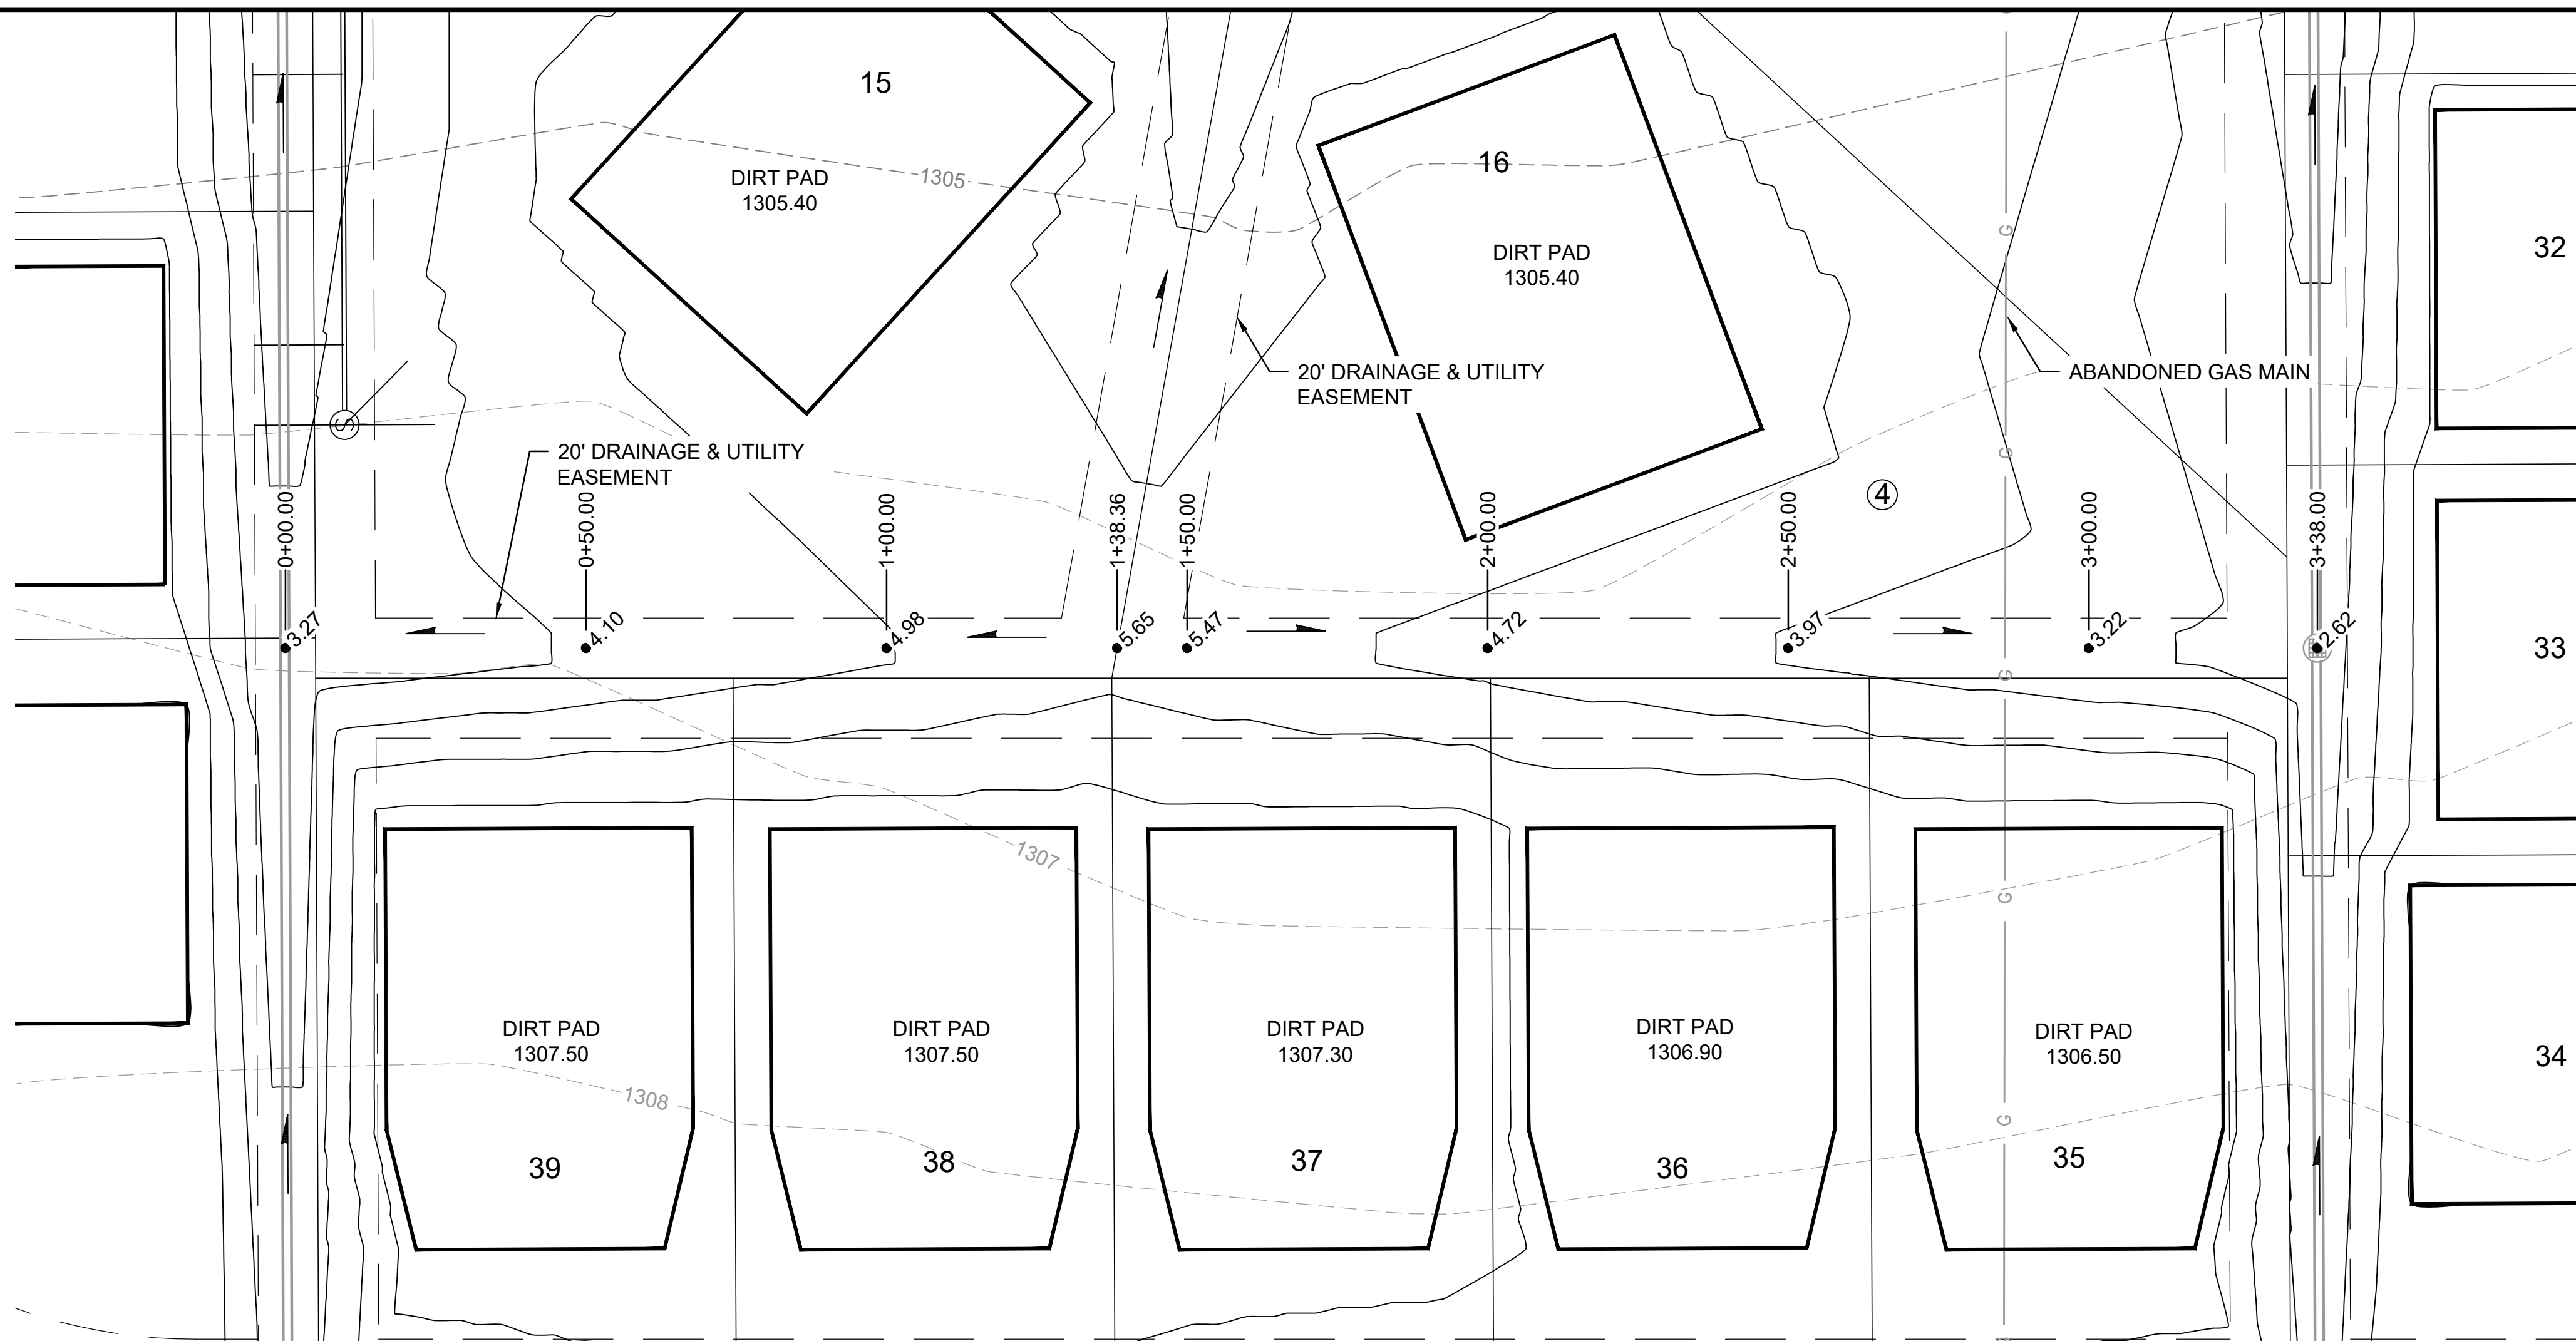 15
DIRT PAD
1305.40
1305
16
DIRT PAD
1305.40
32
20' DRAINAGE & UTILITY
EASEMENT
ABANDONED GAS MAIN
G
G
S
20' DRAINAGE & UTILITY
EASEMENT
4
0+00.00
0+50.00
1+00.00
1+38.36
1+50.00
2+00.00
2+50.00
3+00.00
3+38.00
3.27
4.10
4.98
5.65
5.47
4.72
3.97
3.22
2.62
33
G
1307
G
DIRT PAD
1307.50
DIRT PAD
1307.50
DIRT PAD
1307.30
DIRT PAD
1306.90
DIRT PAD
1306.50
34
1308
G
39
38
37
36
35